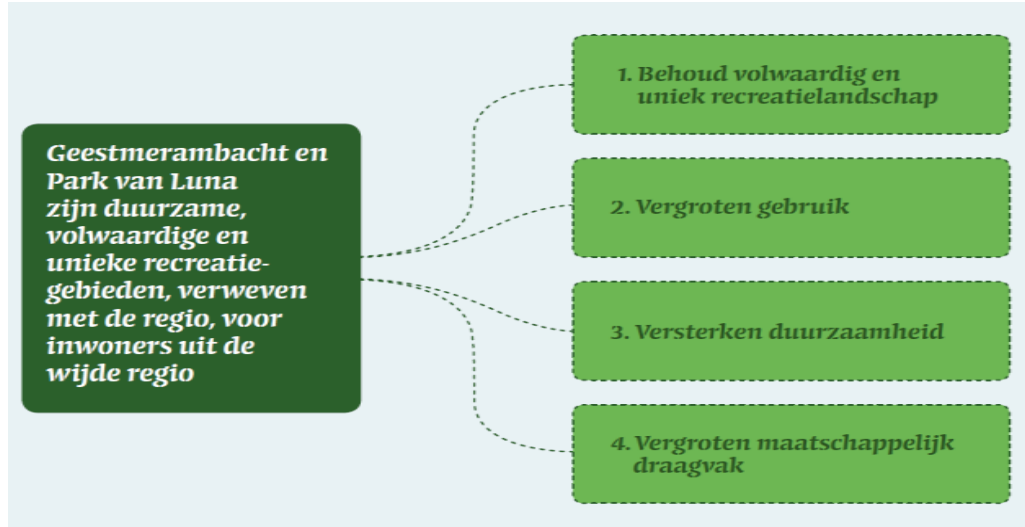 Geestmerambacht en
Park van Luna
zijn duurzame,
volwaardige en
unieke recreatie-
gebieden, verweven
met de regio, voor
inwoners uit de
wijde regio
1. Behoud volwaardig en
uniek recreatielandschap
2. Vergroten gebruik
3. Versterken duurzaamheid
4. Vergroten maatschappelijk
draagvak